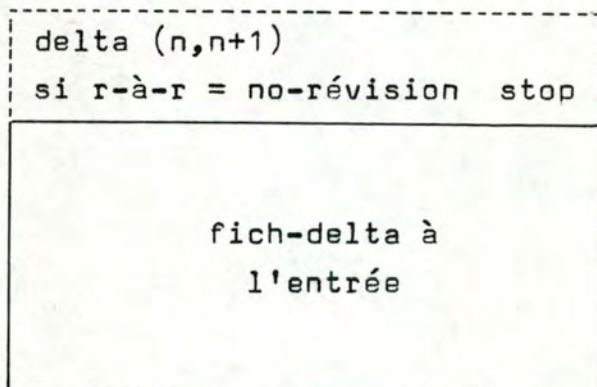 delta (n,n+1)
si r-à-r = no-révision stop
fich-delta à
l'entrée